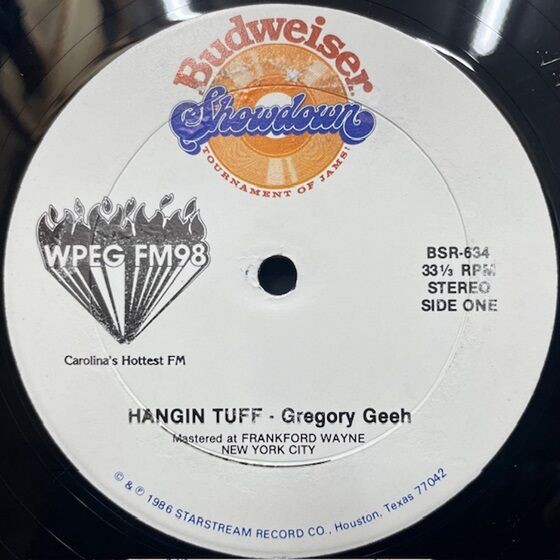 Budweiser
Showdown
TOURNAMENT OF JAMS!
WPEG FM98
Carolina's Hottest FM
BSR-634
33⅓ RPM
STEREO
SIDE ONE
HANGIN TUFF - Gregory Geeh
Mastered at FRANKFORD WAYNE
NEW YORK CITY
© & ℗ 1986 STARSTREAM RECORD CO., Houston, Texas 77042